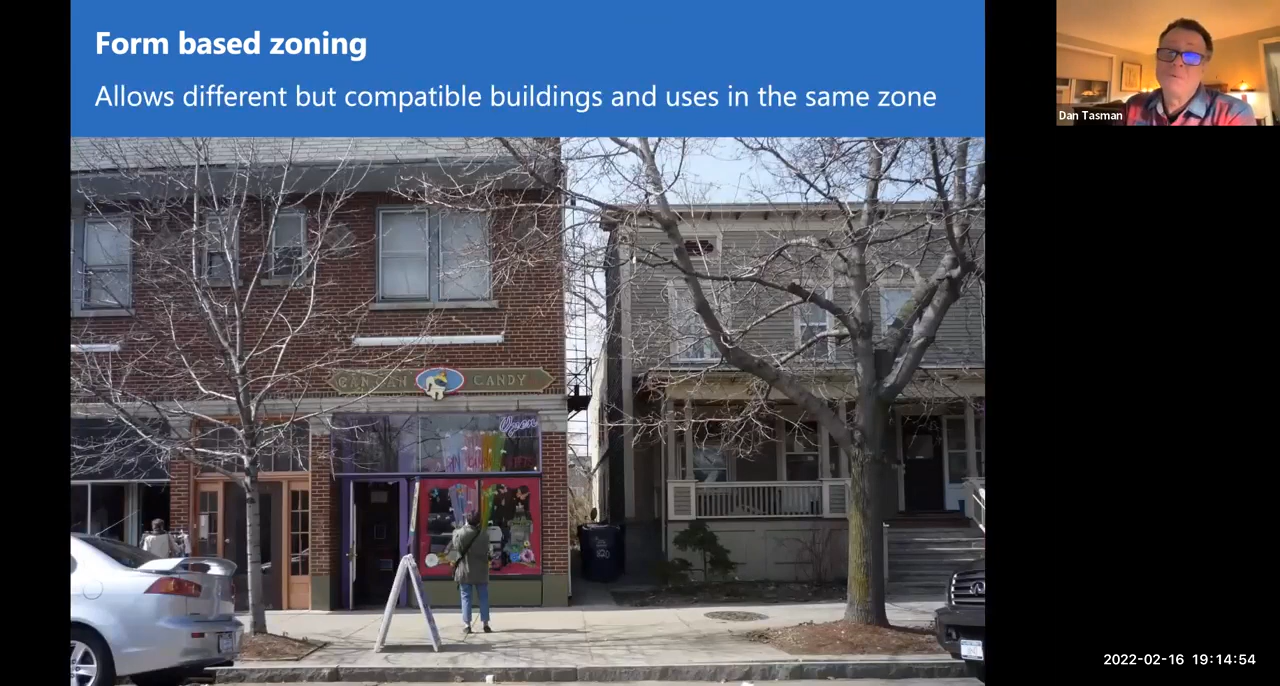 Form based zoning
Allows different but compatible buildings and uses in the same zone
Dan Tasman
CANDY
Open
2022-02-16 19:14:54